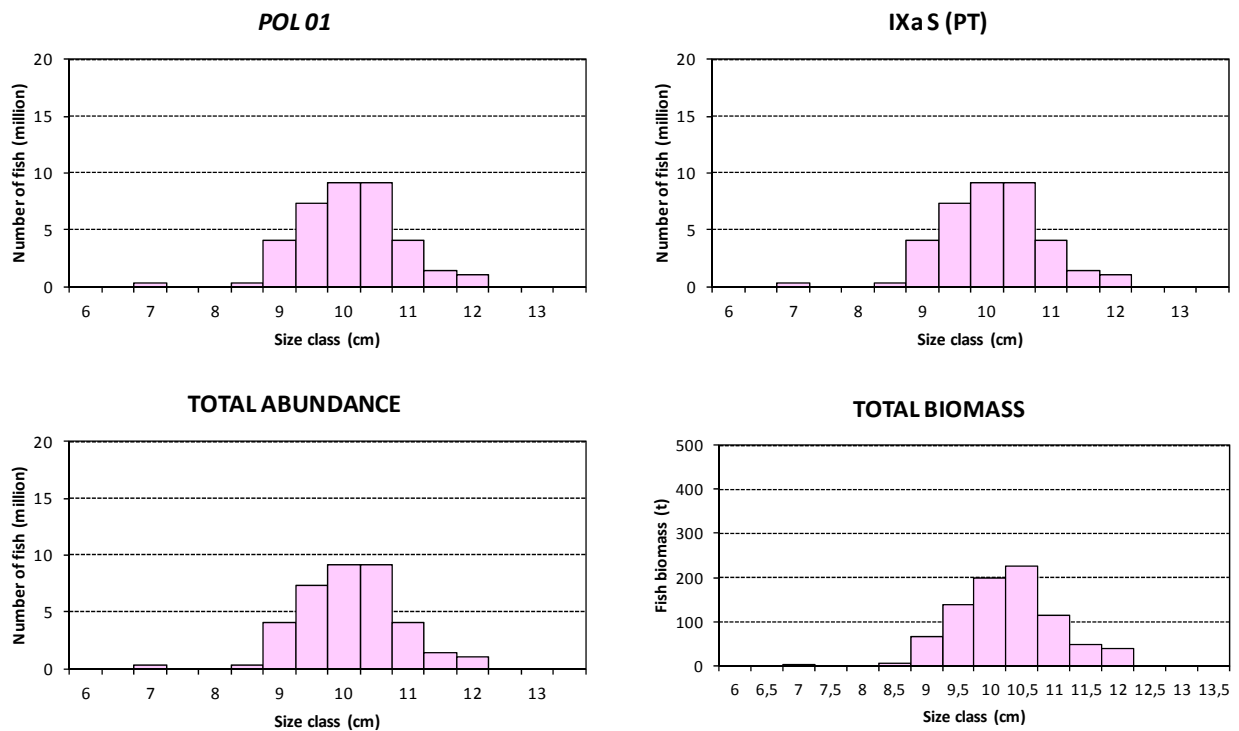 POL 01
Number of fish (million)
20
15
10
5
0
6 7 8 9 10 11 12 13
Size class (cm)
IXa S (PT)
Number of fish (million)
20
15
10
5
0
6 7 8 9 10 11 12 13
Size class (cm)
TOTAL ABUNDANCE
Number of fish (million)
20
15
10
5
0
6 7 8 9 10 11 12 13
Size class (cm)
TOTAL BIOMASS
Fish biomass (t)
500
400
300
200
100
0
6 6,5 7 7,5 8 8,5 9 9,5 10 10,5 11 11,5 12 12,5 13 13,5
Size class (cm)